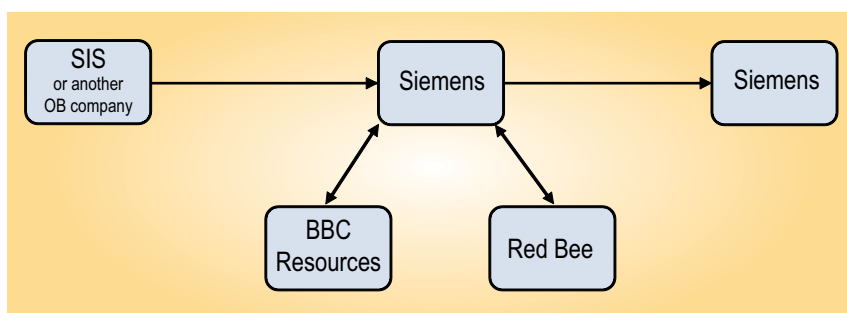 SIS
or another
OB company
Siemens
Siemens
BBC
Resources
Red Bee